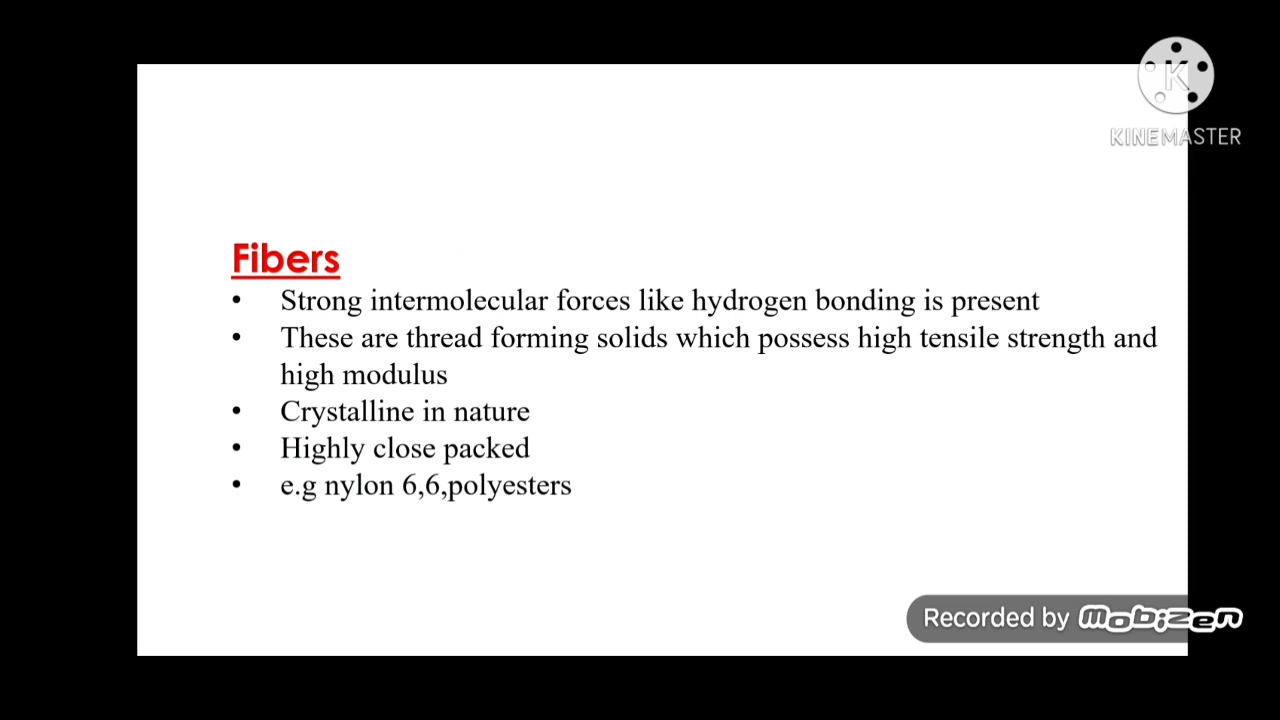 K
KINEMASTER
Fibers
• Strong intermolecular forces like hydrogen bonding is present
• These are thread forming solids which possess high tensile strength and
high modulus
• Crystalline in nature
• Highly close packed
• e.g nylon 6,6,polyesters
Recorded by Mobizen